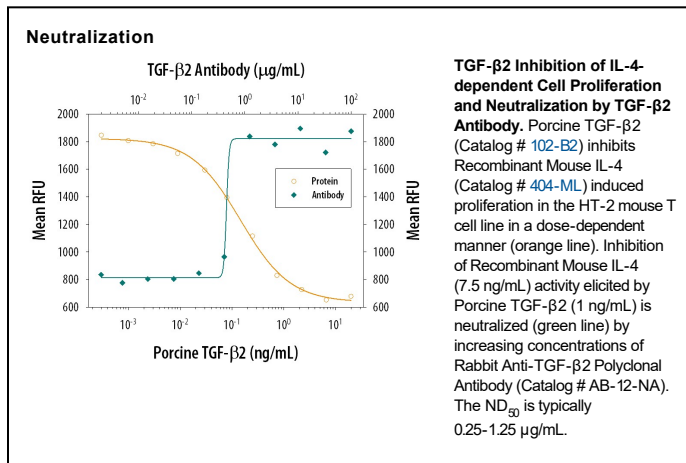 Neutralization
TGF-β2 Antibody (μg/mL)
10⁻² 10⁻¹ 10⁰ 10¹ 10²
2000 2000
1800 1800
1600 1600
1400 1400
1200 1200
1000 1000
800 800
600 600
Mean RFU
Mean RFU
Protein
Antibody
10⁻³ 10⁻² 10⁻¹ 10⁰ 10¹
Porcine TGF-β2 (ng/mL)
TGF-β2 Inhibition of IL-4-
dependent Cell Proliferation
and Neutralization by TGF-β2
Antibody. Porcine TGF-β2
(Catalog # 102-B2) inhibits
Recombinant Mouse IL-4
(Catalog # 404-ML) induced
proliferation in the HT-2 mouse T
cell line in a dose-dependent
manner (orange line). Inhibition
of Recombinant Mouse IL-4
(7.5 ng/mL) activity elicited by
Porcine TGF-β2 (1 ng/mL) is
neutralized (green line) by
increasing concentrations of
Rabbit Anti-TGF-β2 Polyclonal
Antibody (Catalog # AB-12-NA).
The ND₅₀ is typically
0.25-1.25 µg/mL.